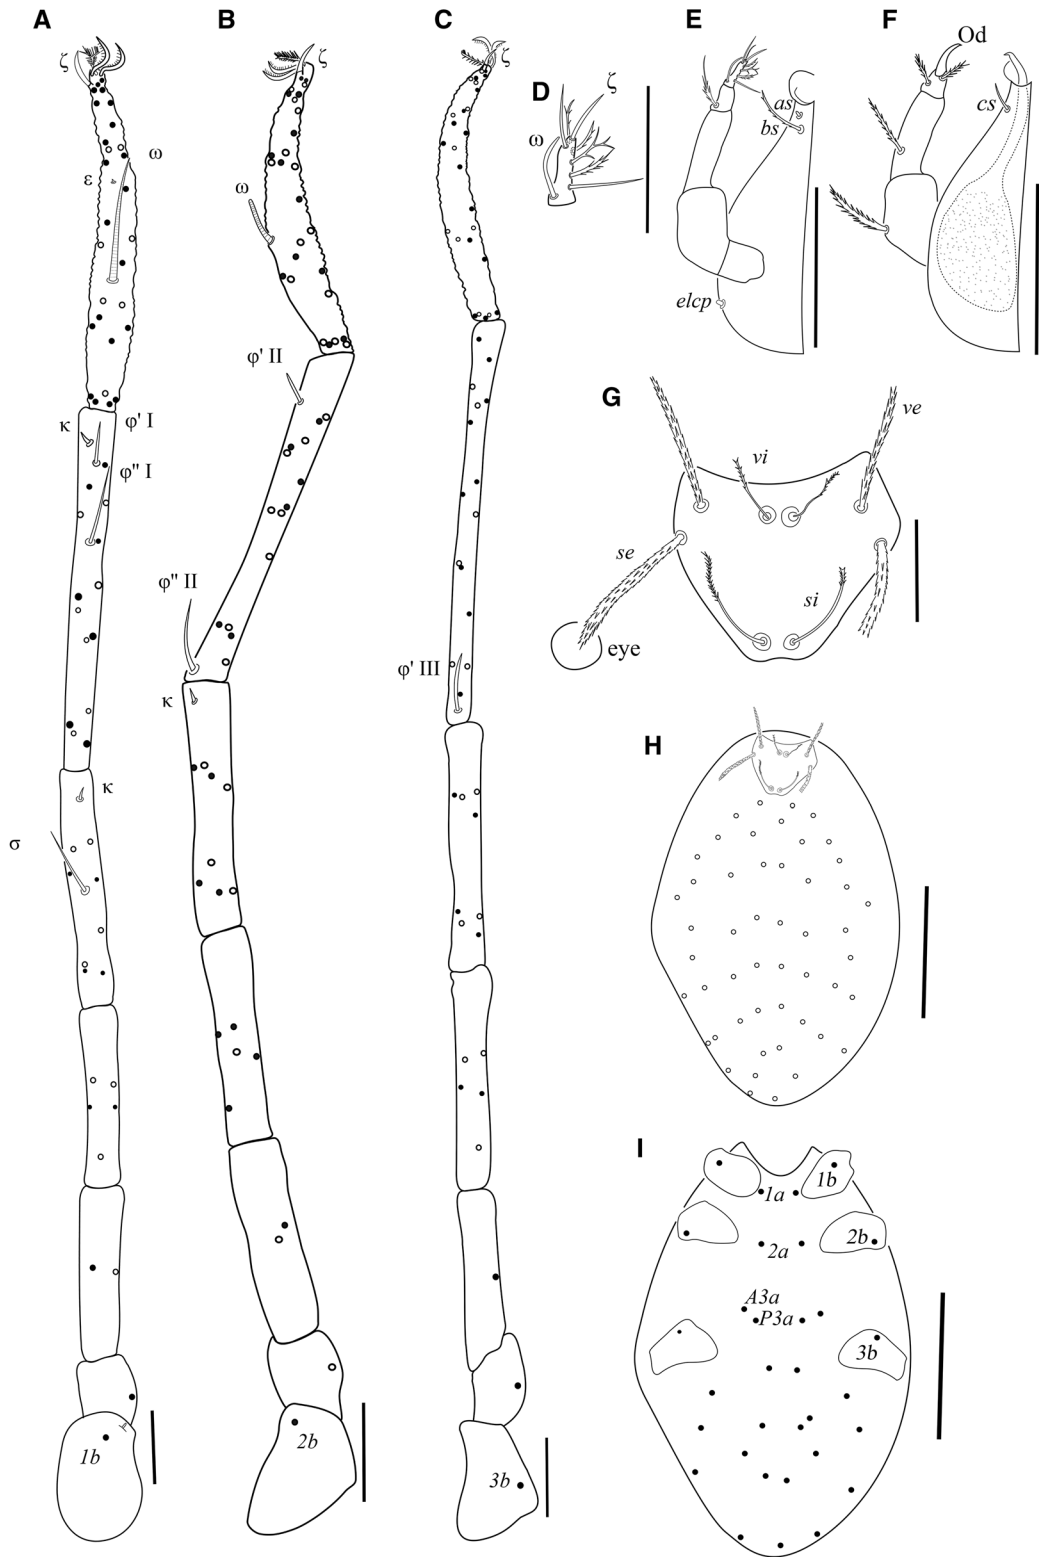 A
ζ
ω
ε
κ
φ' I
φ" I
κ
σ
1b
B
ζ
ω
φ' II
φ" II
κ
2b
C
ζ
φ' III
3b
D
ζ
ω
E
as
bs
elcp
F
Od
cs
G
ve
vi
se
si
eye
H
I
1a
1b
2a
2b
A3a
P3a
3b